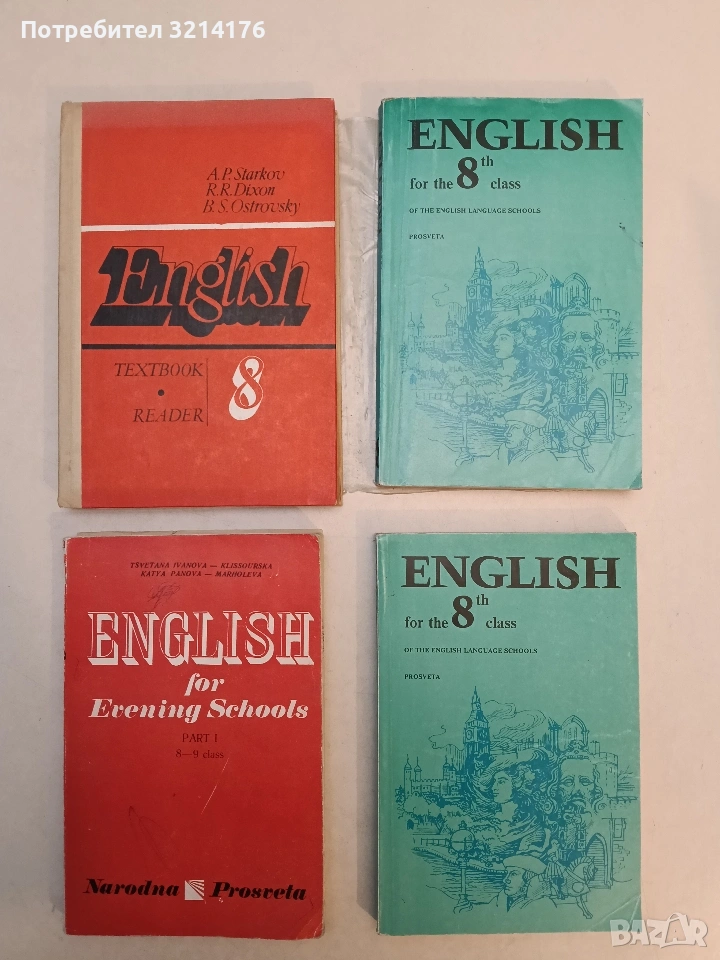 Потребител 3214176
A.P. Starkov
R.R. Dixon
B.S. Ostrovsky
English
TEXTBOOK
•
READER
8
ENGLISH
for the 8th class
OF THE ENGLISH LANGUAGE SCHOOLS
PROSVETA
TSVETANA IVANOVA — KLISSOURSKA
KATYA PANOVA — MARHOLEVA
ENGLISH
for
Evening Schools
PART I
8—9 class
Narodna Prosveta
ENGLISH
for the 8th class
OF THE ENGLISH LANGUAGE SCHOOLS
PROSVETA
BAZAR